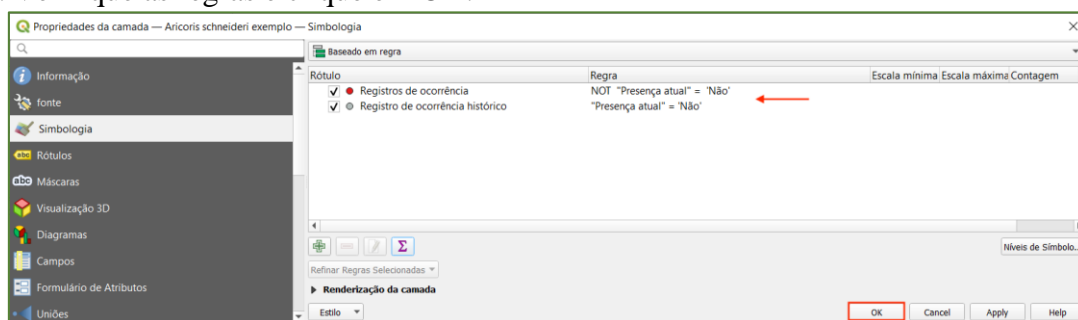 Propriedades da camada — Aricoris schneideri exemplo — Simbologia
Baseado em regra
Informação
fonte
Simbologia
Rótulos
Máscaras
Visualização 3D
Diagramas
Campos
Formulário de Atributos
Uniões
Rótulo Regra Escala mínima Escala máxima Contagem
Registros de ocorrência NOT "Presença atual" = 'Não'
Registro de ocorrência histórico "Presença atual" = 'Não'
Níveis de Símbolo...
Refinar Regras Selecionadas
Renderização da camada
Estilo OK Cancel Apply Help